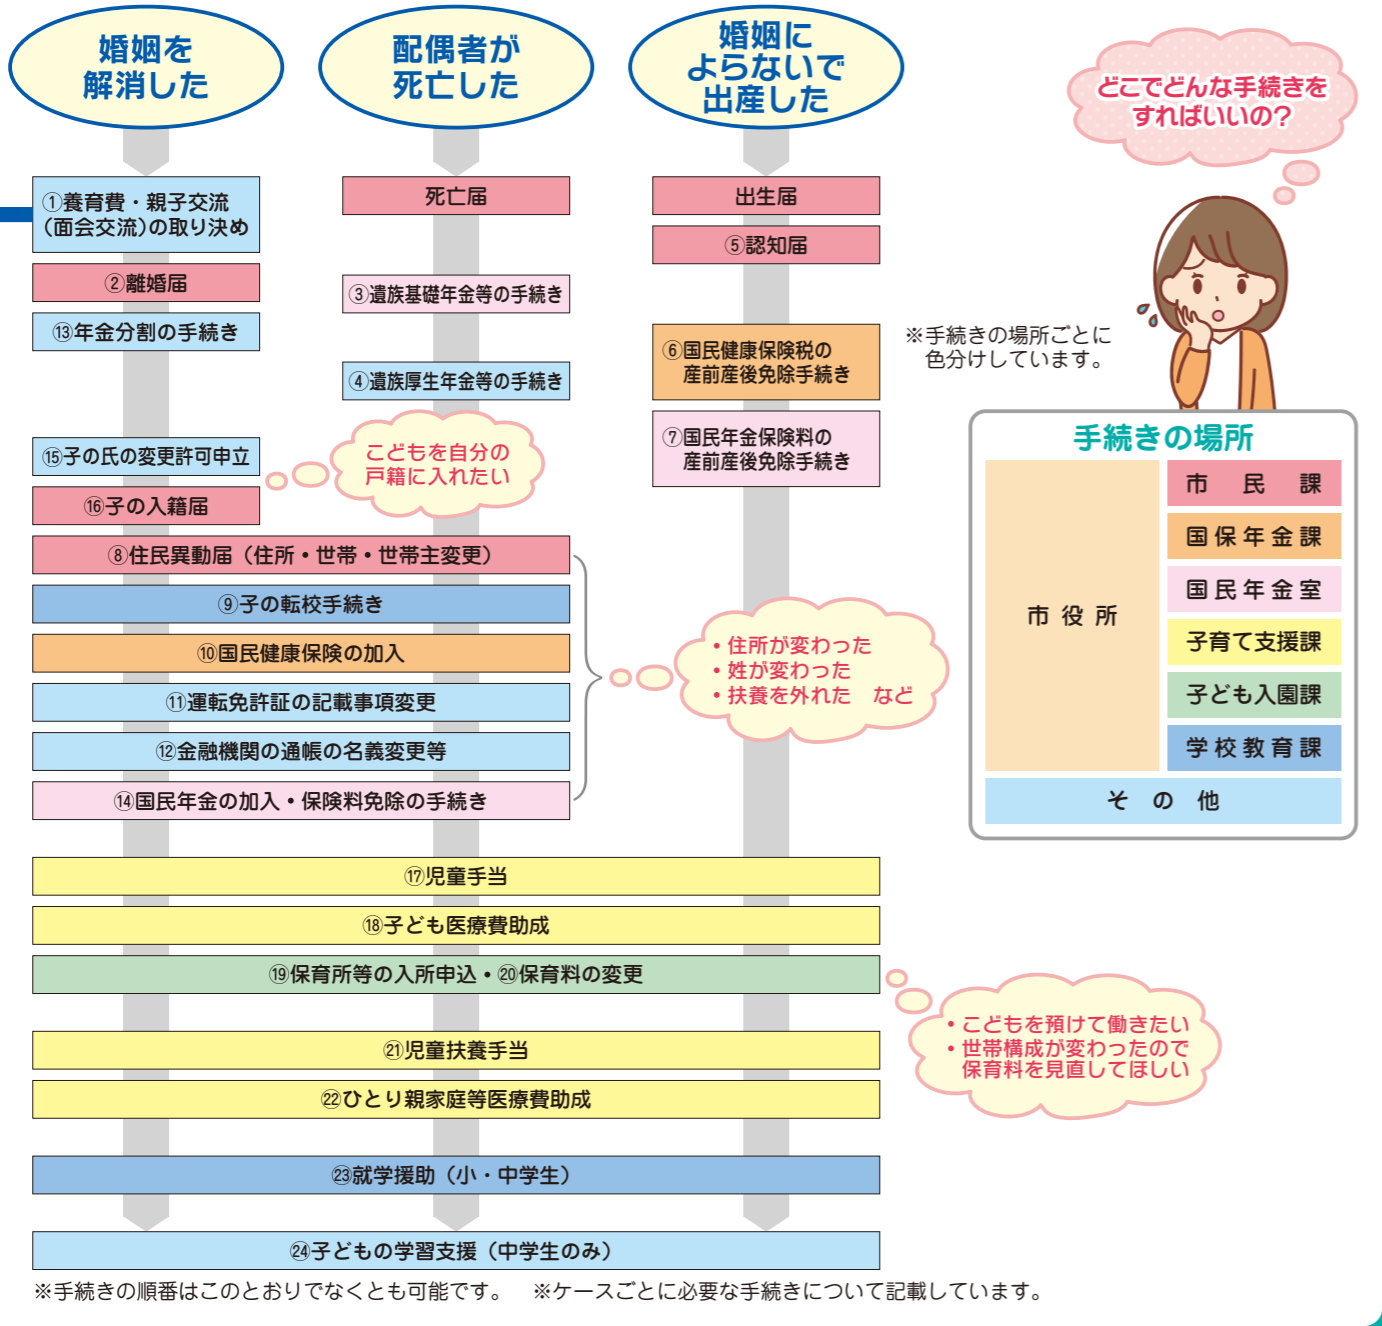 婚姻を
解消した
配偶者が
死亡した
婚姻に
よらないで
出産した
どこでどんな手続きを
すればいいの?
①養育費・親子交流
(面会交流)の取り決め
②離婚届
⑬年金分割の手続き
⑮子の氏の変更許可申立
⑯子の入籍届
こどもを自分の
戸籍に入れたい
死亡届
③遺族基礎年金等の手続き
④遺族厚生年金等の手続き
出生届
⑤認知届
⑥国民健康保険税の
産前産後免除手続き
⑦国民年金保険料の
産前産後免除手続き
⑧住民異動届（住所・世帯・世帯主変更）
⑨子の転校手続き
⑩国民健康保険の加入
⑪運転免許証の記載事項変更
⑫金融機関の通帳の名義変更等
⑭国民年金の加入・保険料免除の手続き
・住所が変わった
・姓が変わった
・扶養を外れた　など
⑰児童手当
⑱子ども医療費助成
⑲保育所等の入所申込・⑳保育料の変更
・こどもを預けて働きたい
・世帯構成が変わったので
保育料を見直してほしい
㉑児童扶養手当
㉒ひとり親家庭等医療費助成
㉓就学援助（小・中学生）
㉔子どもの学習支援（中学生のみ）
※手続きの場所ごとに
色分けしています。
手続きの場所
市役所
市民課
国保年金課
国民年金室
子育て支援課
子ども入園課
学校教育課
その他
※手続きの順番はこのとおりでなくとも可能です。　※ケースごとに必要な手続きについて記載しています。